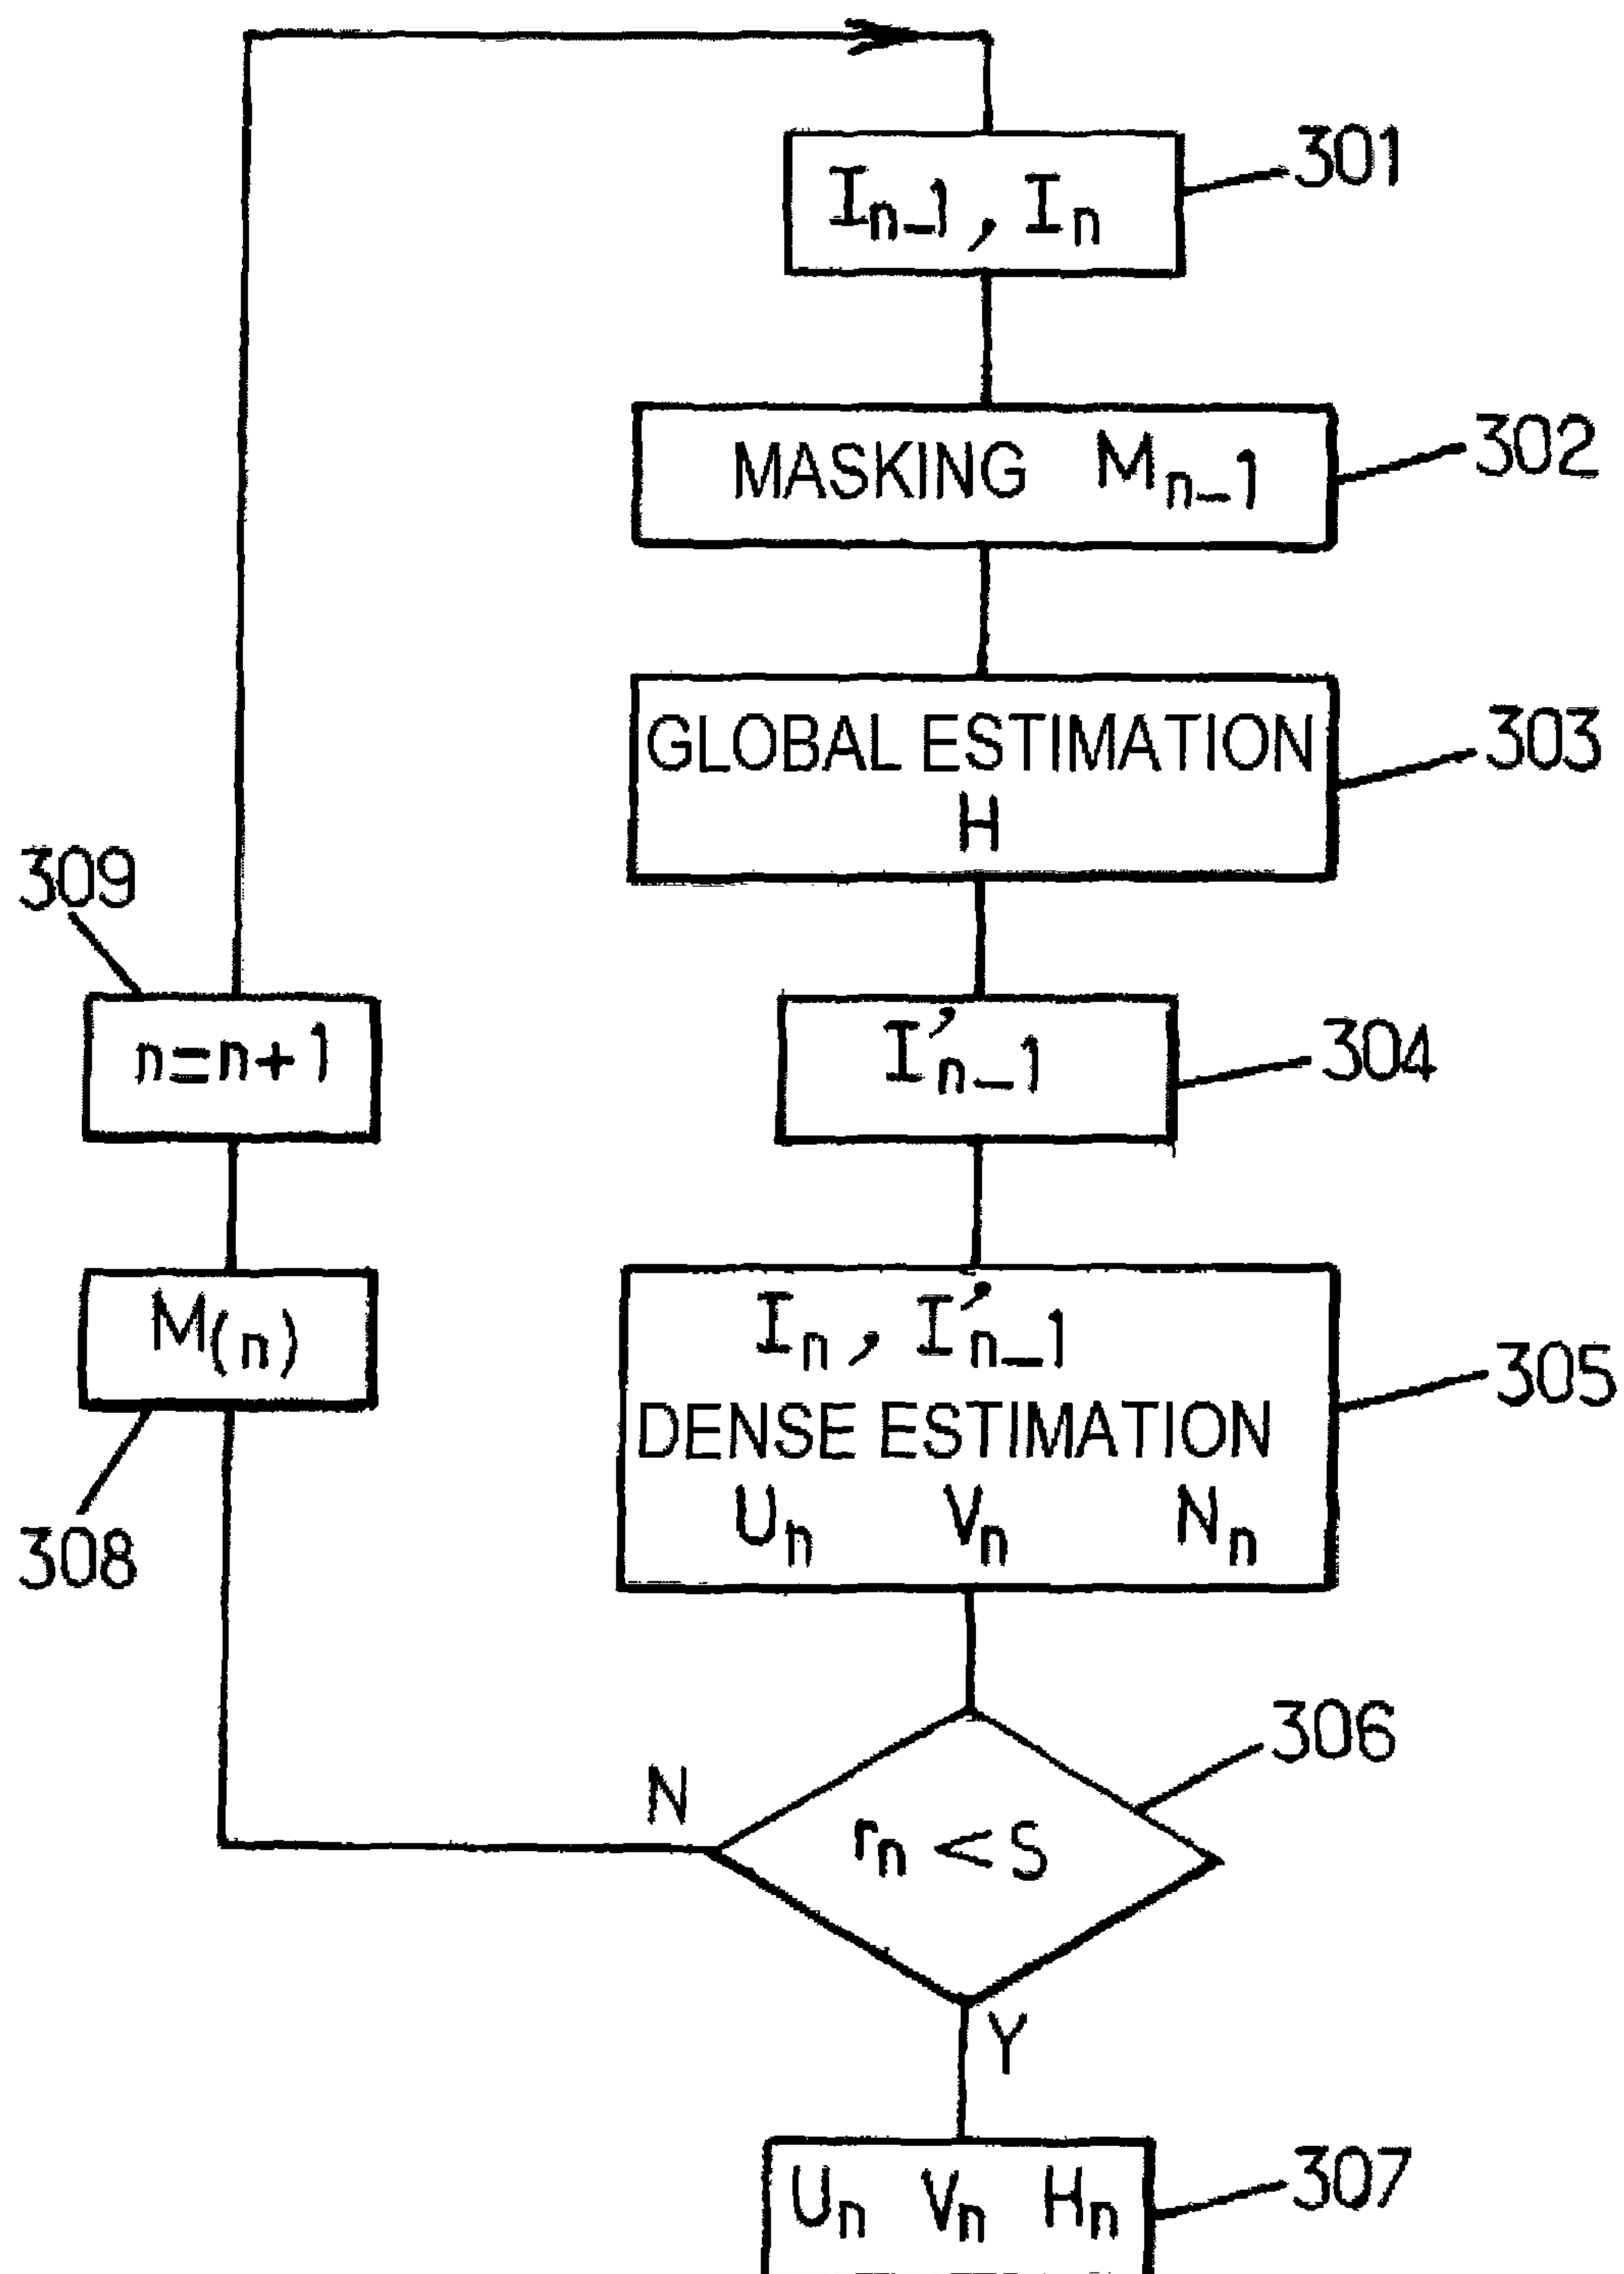 301
Iₙ₋₁, Iₙ
302
MASKING Mₙ₋₁
303
GLOBAL ESTIMATION
H
309
n=n+1
304
I'ₙ₋₁
M₍ₙ₎
308
305
Iₙ, I'ₙ₋₁
DENSE ESTIMATION
Uₙ Vₙ Nₙ
306
N
rₙ < S
Y
307
Uₙ Vₙ Hₙ